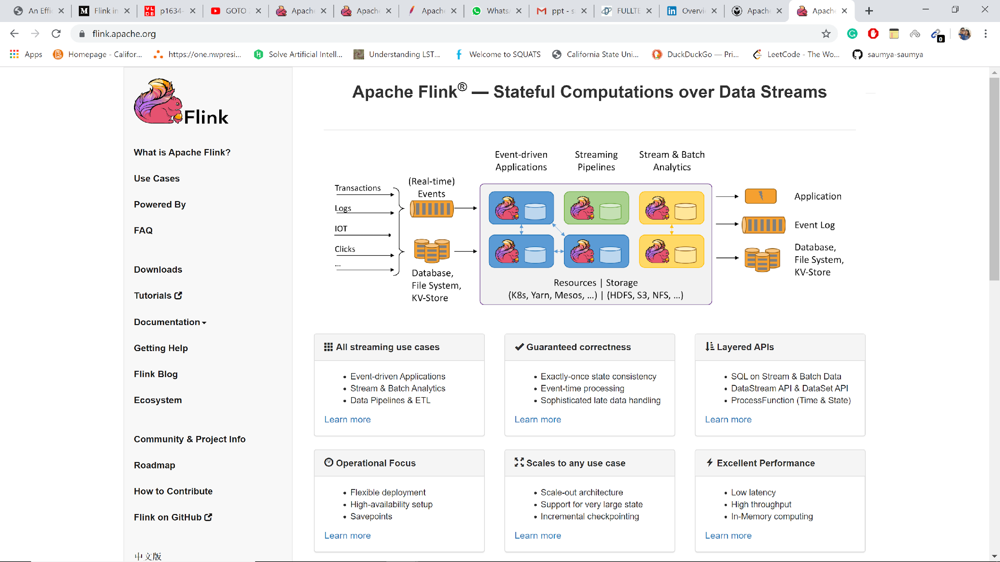 An Effi
Flink in
p1634-
GOTO 2
Apache
Apache
Apache
Whats
ppt - s
FULLTE
Overvi
Apache
Apache
flink.apache.org
0
Apps
Homepage - Califor...
https://one.nwpresi...
Solve Artificial Intell...
Understanding LST...
Welcome to SQUATS
California State Uni...
DuckDuckGo — Pri...
LeetCode - The Wo...
saumya-saumya
Flink
What is Apache Flink?
Use Cases
Powered By
FAQ
Downloads
Tutorials
Documentation
Getting Help
Flink Blog
Ecosystem
Community & Project Info
Roadmap
How to Contribute
Flink on GitHub
中文版
Apache Flink® — Stateful Computations over Data Streams
Event-driven
Applications
Streaming
Pipelines
Stream & Batch
Analytics
Transactions
Logs
IOT
Clicks
...
(Real-time)
Events
Database,
File System,
KV-Store
Resources | Storage
(K8s, Yarn, Mesos, ...) | (HDFS, S3, NFS, ...)
Application
Event Log
Database,
File System,
KV-Store
All streaming use cases
• Event-driven Applications
• Stream & Batch Analytics
• Data Pipelines & ETL
Learn more
Guaranteed correctness
• Exactly-once state consistency
• Event-time processing
• Sophisticated late data handling
Learn more
Layered APIs
• SQL on Stream & Batch Data
• DataStream API & DataSet API
• ProcessFunction (Time & State)
Learn more
Operational Focus
• Flexible deployment
• High-availability setup
• Savepoints
Learn more
Scales to any use case
• Scale-out architecture
• Support for very large state
• Incremental checkpointing
Learn more
Excellent Performance
• Low latency
• High throughput
• In-Memory computing
Learn more